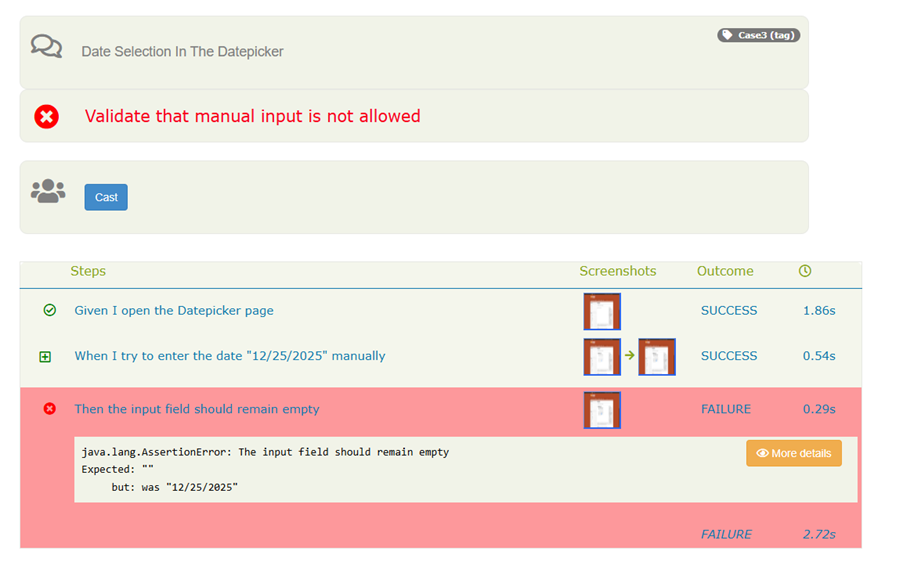 Date Selection In The Datepicker
Case3 (tag)
Validate that manual input is not allowed
Cast
Steps Screenshots Outcome
Given I open the Datepicker page SUCCESS 1.86s
When I try to enter the date "12/25/2025" manually SUCCESS 0.54s
Then the input field should remain empty FAILURE 0.29s
java.lang.AssertionError: The input field should remain empty
More details
Expected: ""
but: was "12/25/2025"
FAILURE 2.72s